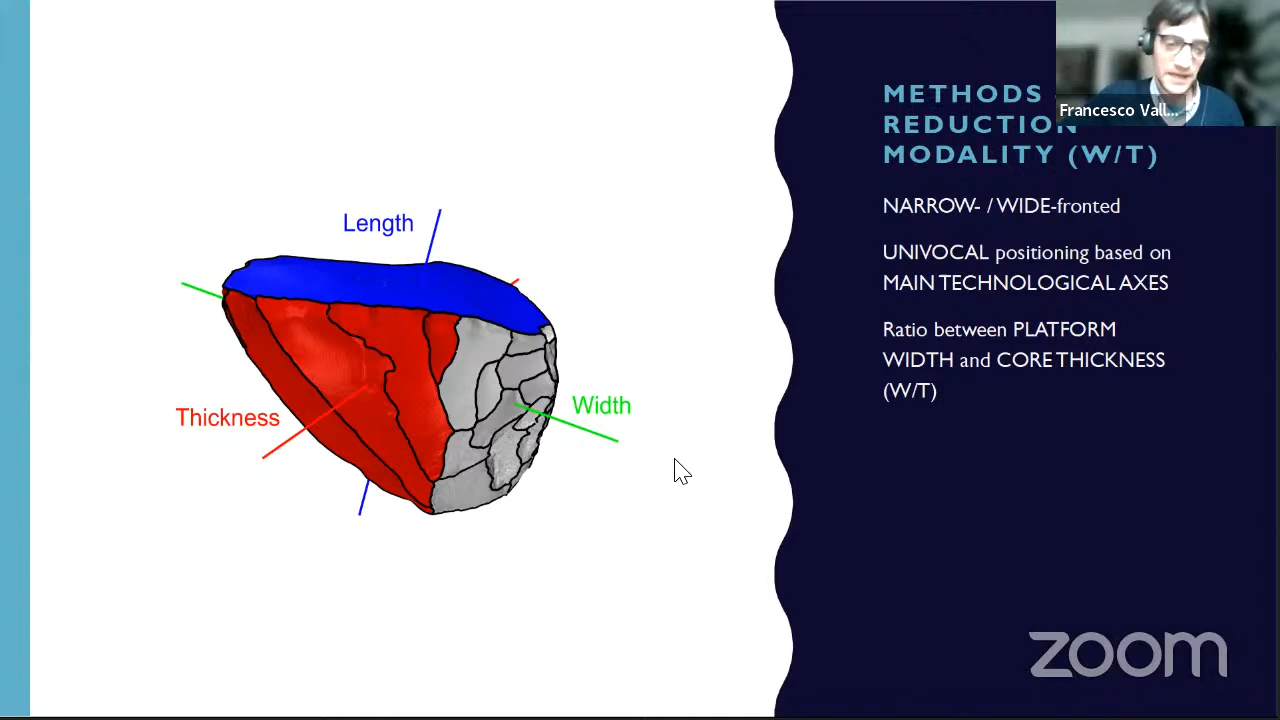 METHODS
REDUCTION
MODALITY (W/T)
Francesco Vall...
NARROW- / WIDE-fronted
UNIVOCAL positioning based on
MAIN TECHNOLOGICAL AXES
Ratio between PLATFORM
WIDTH and CORE THICKNESS
(W/T)
Length
Thickness
Width
zoom